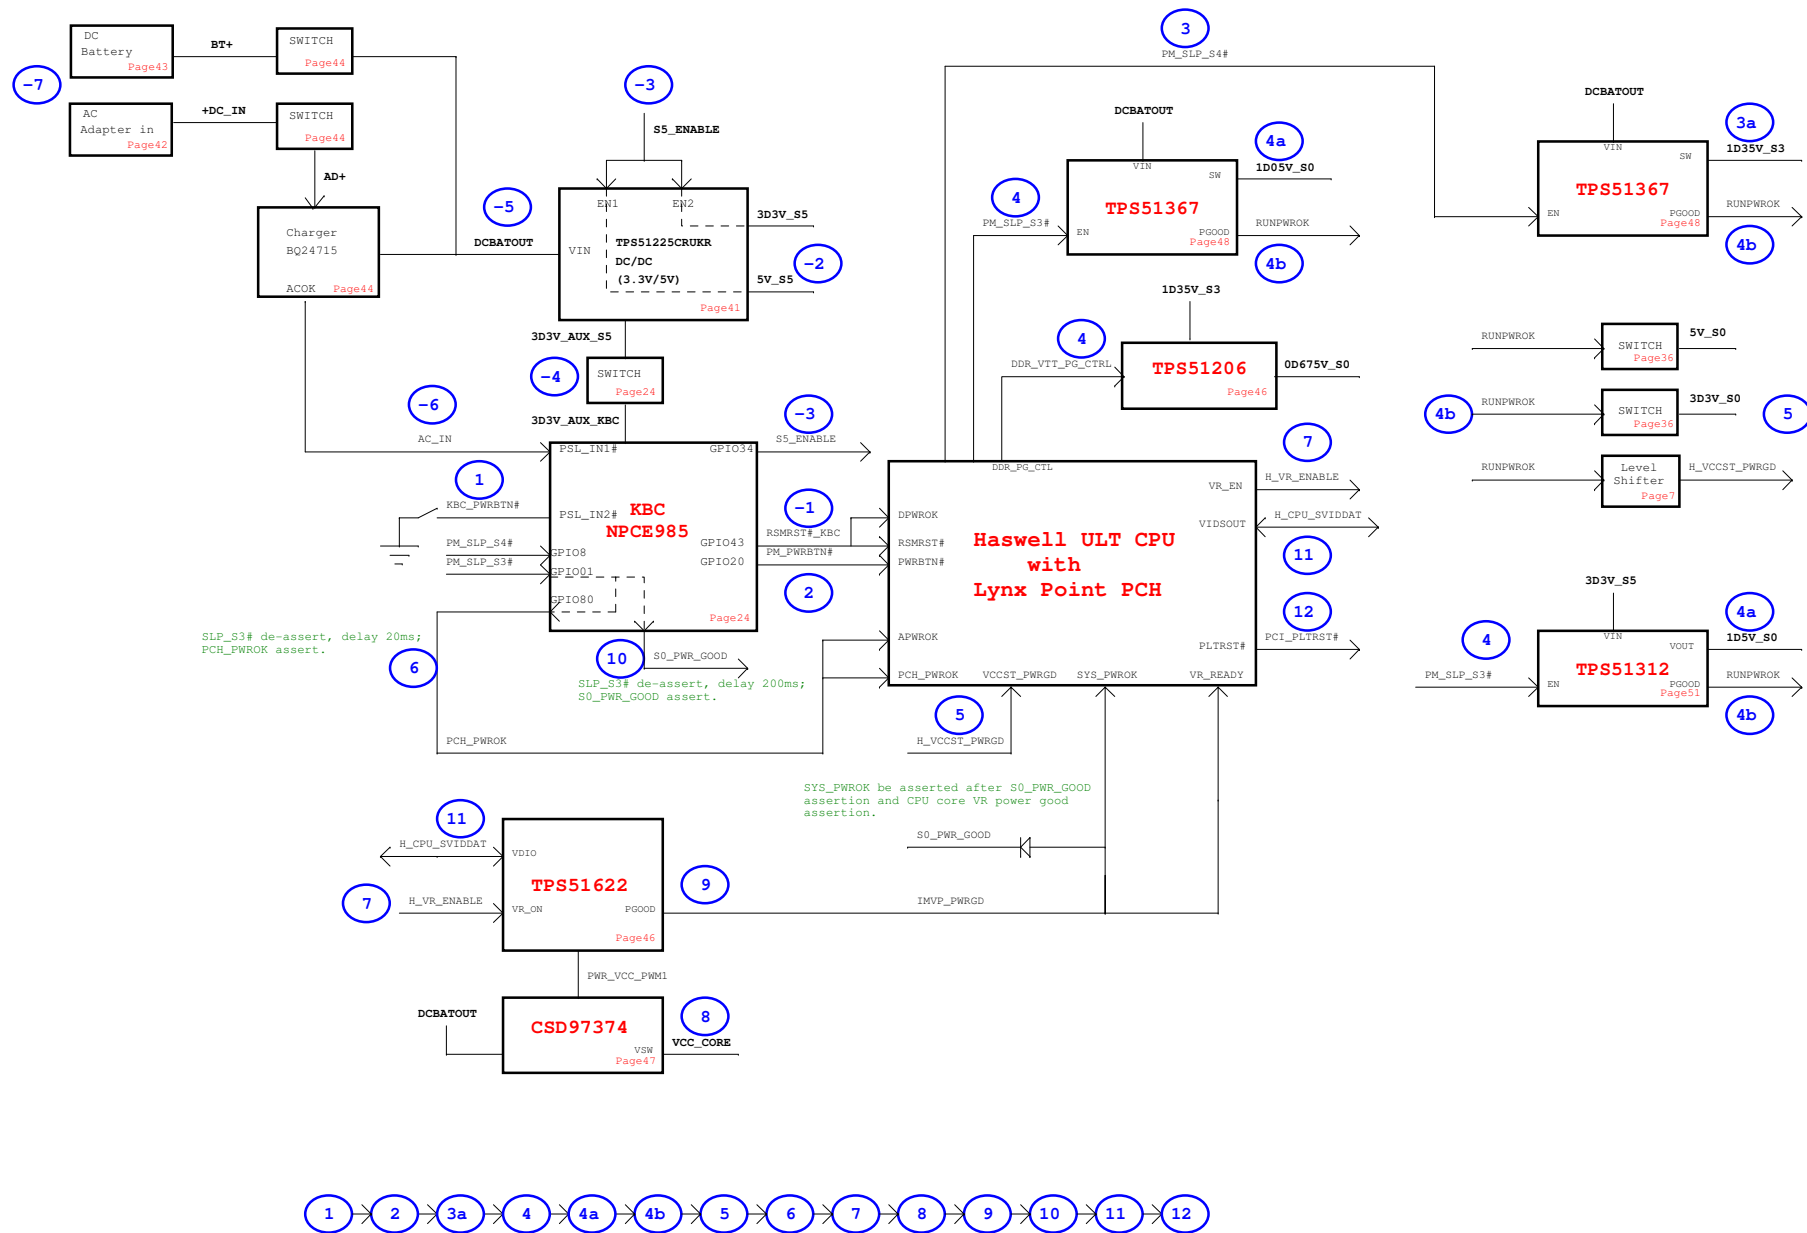 3
PM_SLP_S4#
DC
Battery
Page43
BT+
SWITCH
Page44
-7
AC
Adapter in
Page42
+DC_IN
SWITCH
Page44
AD+
Charger
BQ24715
ACOK
Page44
-5
DCBATOUT
-3
S5_ENABLE
EN1
EN2
VIN
TPS51225CRUKR
DC/DC
(3.3V/5V)
Page41
3D3V_S5
-2
5V_S5
3D3V_AUX_S5
-4
SWITCH
Page24
3D3V_AUX_KBC
-6
AC_IN
-3
S5_ENABLE
1
KBC_PWRBTN#
PM_SLP_S4#
PM_SLP_S3#
PSL_IN1#
GPIO34
PSL_IN2#
KBC
NPCE985
GPIO43
GPIO8
GPIO20
GPIO01
GPIO80
Page24
-1
RSMRST#_KBC
PM_PWRBTN#
2
SLP_S3# de-assert, delay 20ms;
PCH_PWROK assert.
6
10
S0_PWR_GOOD
SLP_S3# de-assert, delay 200ms;
S0_PWR_GOOD assert.
PCH_PWROK
DCBATOUT
VIN
4a
1D05V_S0
SW
TPS51367
4
PM_SLP_S3#
EN
PGOOD
Page48
RUNPWROK
4b
1D35V_S3
4
DDR_VTT_PG_CTRL
TPS51206
Page46
0D675V_S0
DDR_PG_CTL
VR_EN
7
H_VR_ENABLE
DPWROK
VIDSOUT
H_CPU_SVIDDAT
11
RSMRST#
Haswell ULT CPU
with
Lynx Point PCH
PWRBTN#
12
PCI_PLTRST#
APWROK
PLTRST#
PCH_PWROK
VCCST_PWRGD
SYS_PWROK
VR_READY
5
H_VCCST_PWRGD
SYS_PWROK be asserted after S0_PWR_GOOD
assertion and CPU core VR power good
assertion.
S0_PWR_GOOD
IMVP_PWRGD
DCBATOUT
VIN
3a
1D35V_S3
SW
TPS51367
EN
PGOOD
Page48
RUNPWROK
4b
RUNPWROK
SWITCH
Page36
5V_S0
4b
RUNPWROK
SWITCH
Page36
3D3V_S0
5
RUNPWROK
Level
Shifter
Page7
H_VCCST_PWRGD
3D3V_S5
VIN
4a
1D5V_S0
VOUT
TPS51312
4
PM_SLP_S3#
EN
PGOOD
Page51
RUNPWROK
4b
11
H_CPU_SVIDDAT
VDIO
TPS51622
9
7
H_VR_ENABLE
VR_ON
PGOOD
Page46
PWR_VCC_PWM1
DCBATOUT
CSD97374
8
VSW
Page47
VCC_CORE
1 2 3a 4 4a 4b 5 6 7 8 9 10 11 12